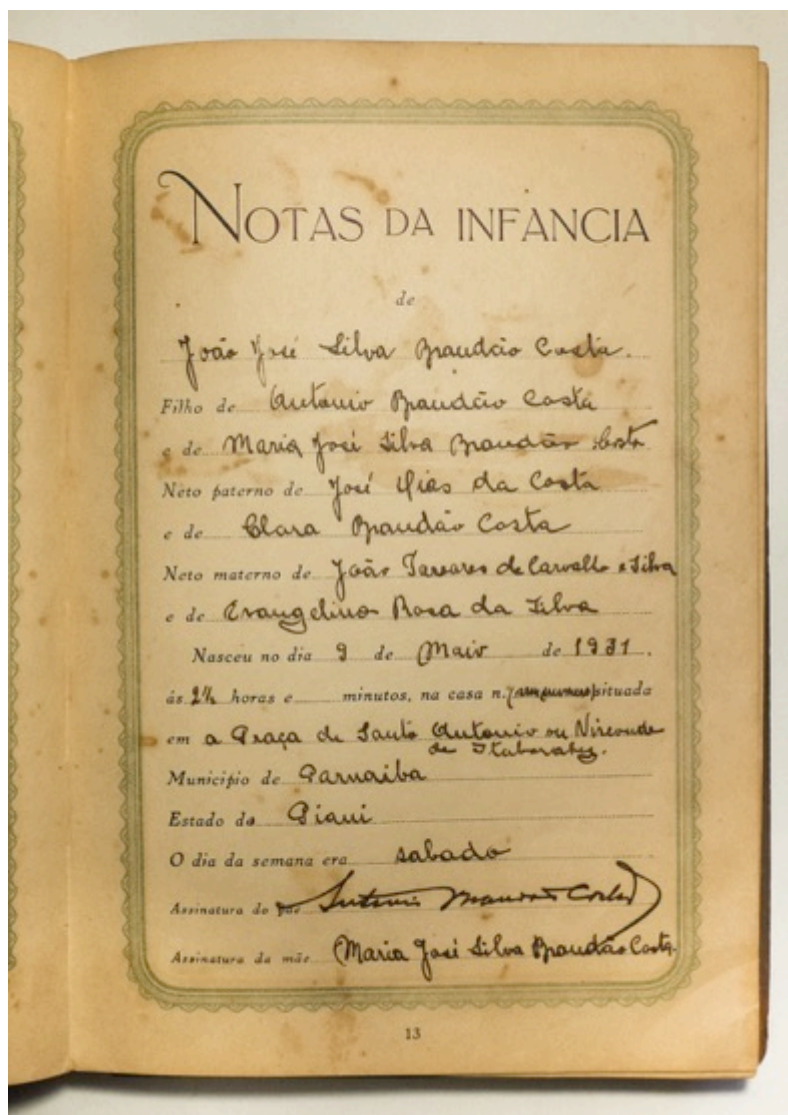 NOTAS DA INFANCIA
de
João José Silva Brandão Costa.
Filho de Antonio Brandão Costa
e de Maria José Silva Brandão Costa
Neto paterno de José Dias da Costa
e de Clara Brandão Costa
Neto materno de João Tavares de Carvalho e Silva
e de Evangelina Rosa da Silva
Nasceu no dia 9 de Maio de 1931,
ás 2½ horas e minutos, na casa n. situada
em a Praça de Santo Antonio ou Visconde
de Itaborahy.
Municipio de Parnaiba
Estado do Piaui
O dia da semana era sabado
Assinatura do pae Antonio Brandão Costa
Assinatura da mãe Maria José Silva Brandão Costa.
13